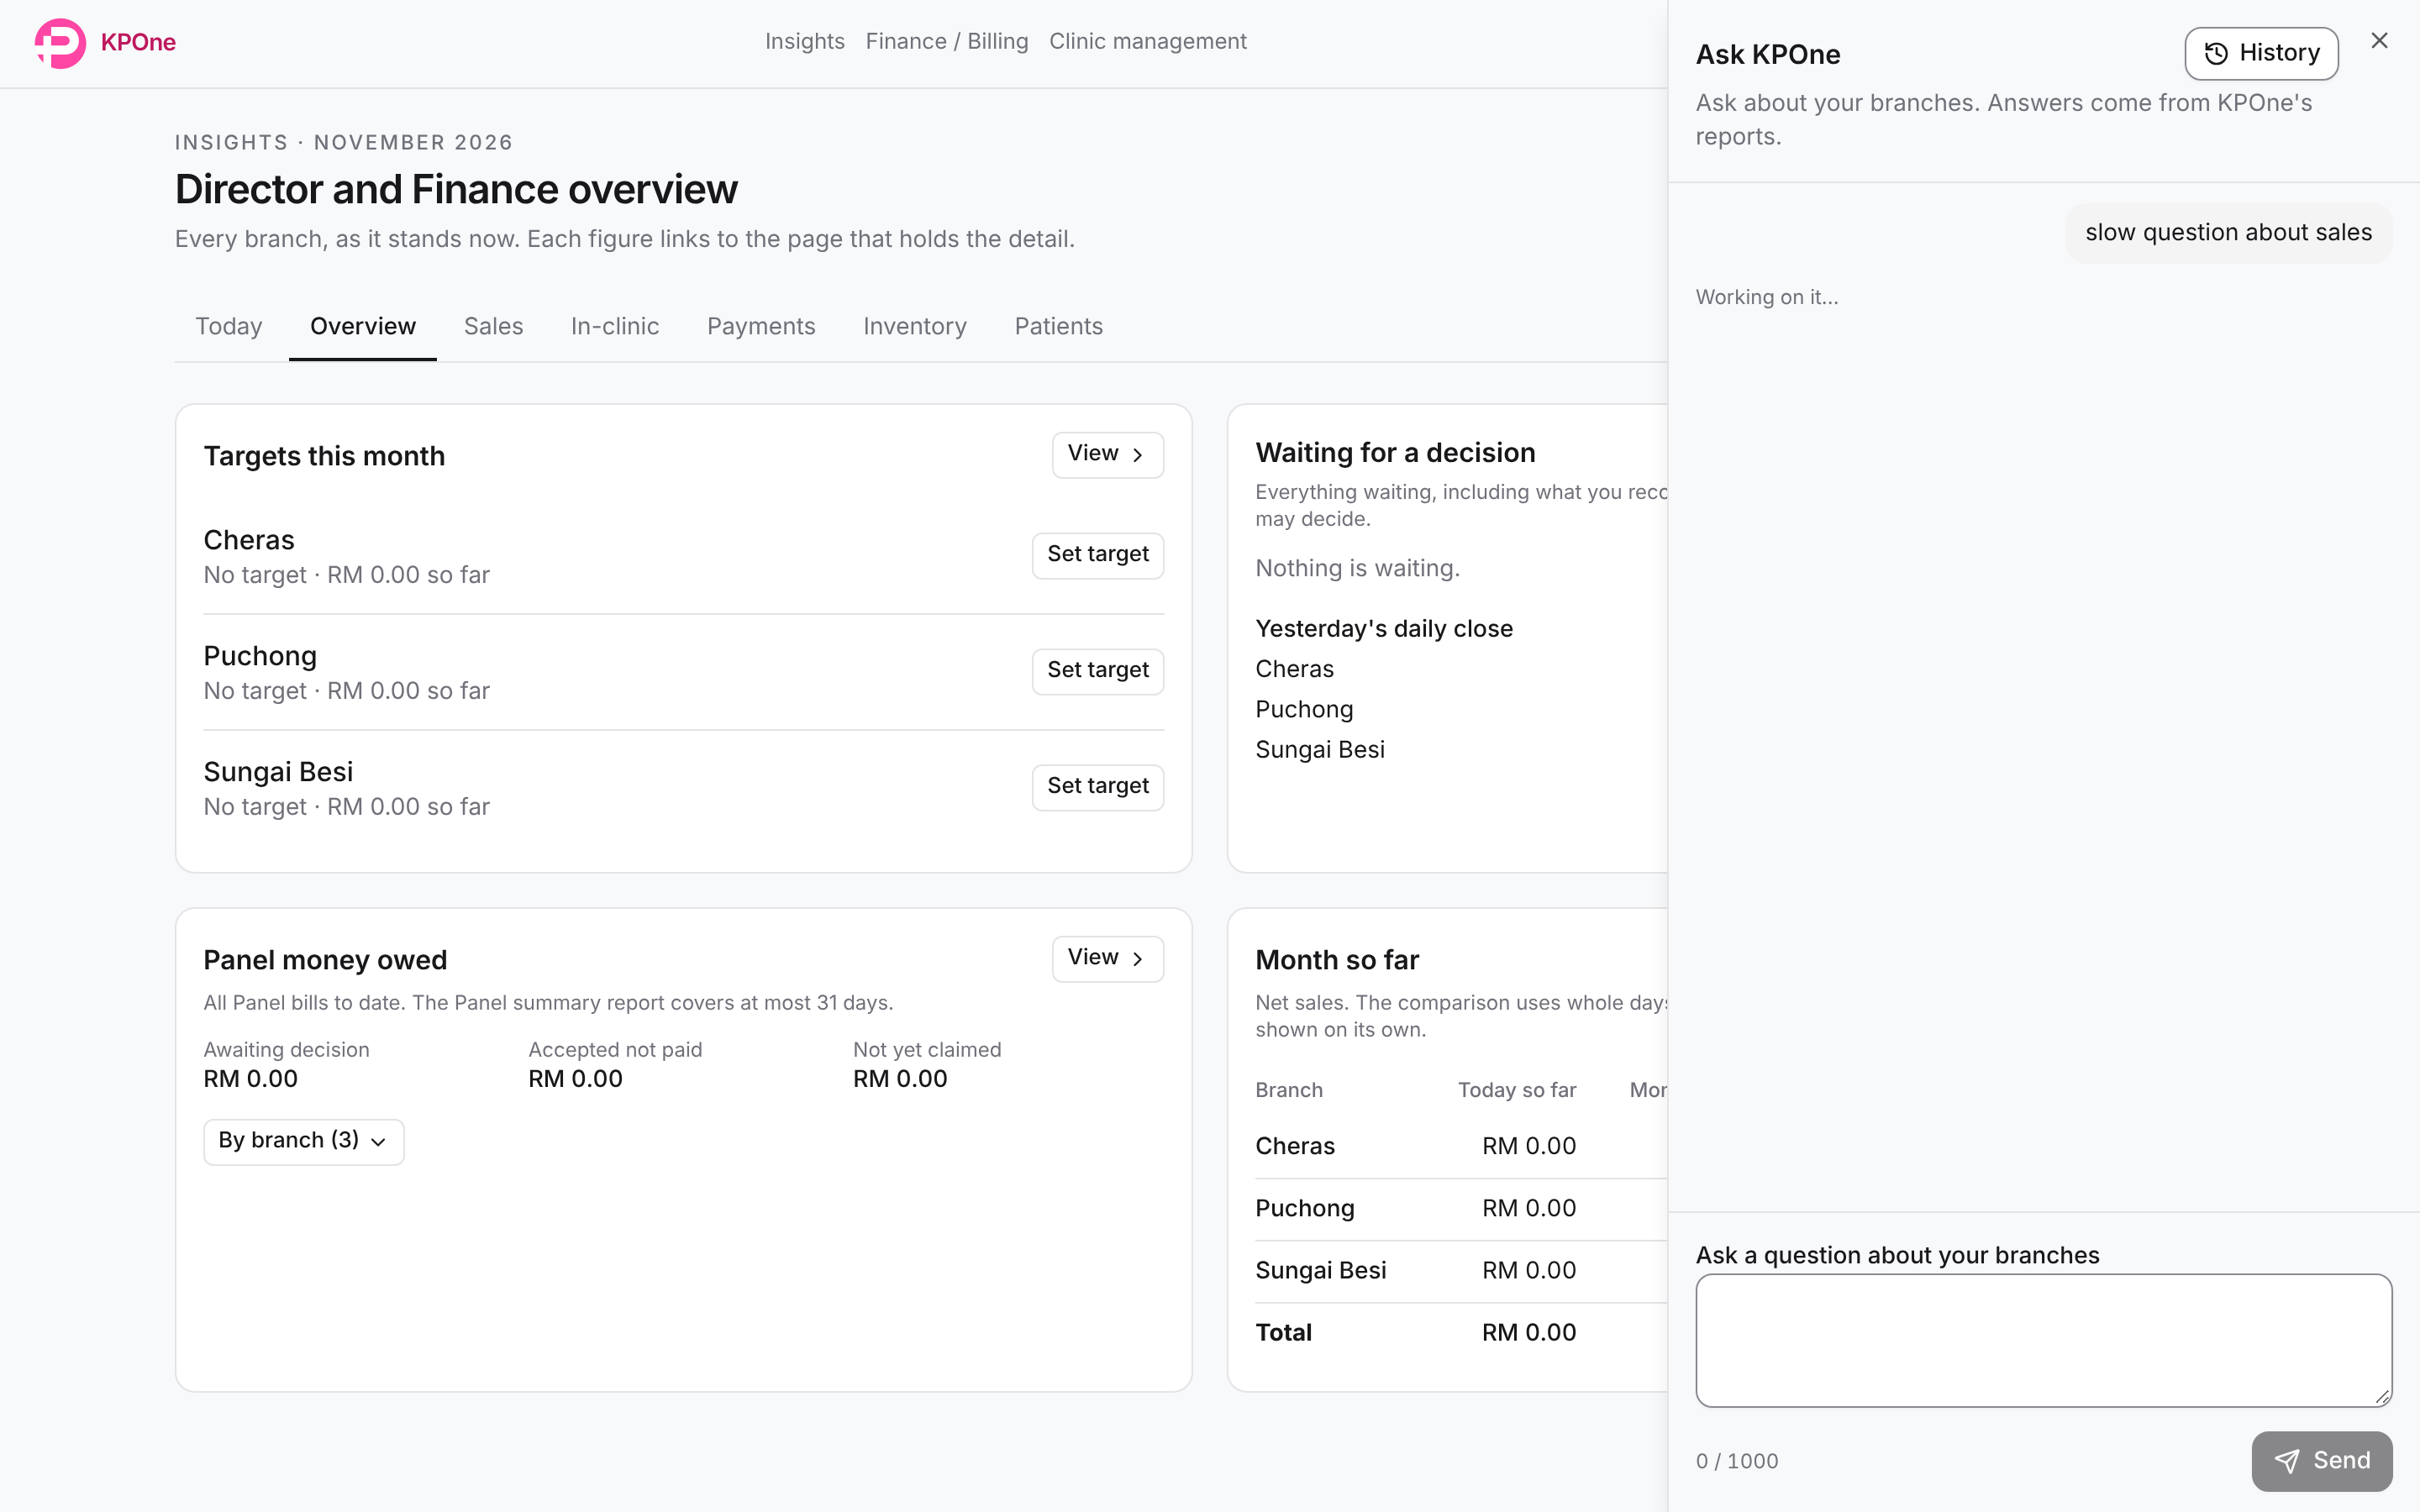 KPOne
Insights
Finance / Billing
Clinic management
INSIGHTS · NOVEMBER 2026
Director and Finance overview
Every branch, as it stands now. Each figure links to the page that holds the detail.
Today
Overview
Sales
In-clinic
Payments
Inventory
Patients
Targets this month
View
Cheras
No target · RM 0.00 so far
Set target
Puchong
No target · RM 0.00 so far
Set target
Sungai Besi
No target · RM 0.00 so far
Set target
Waiting for a decision
Everything waiting, including what you
may decide.
Nothing is waiting.
Yesterday's daily close
Cheras
Puchong
Sungai Besi
Panel money owed
View
All Panel bills to date. The Panel summary report covers at most 31 days.
Awaiting decision
RM 0.00
Accepted not paid
RM 0.00
Not yet claimed
RM 0.00
By branch (3)
Month so far
Net sales. The comparison uses whole days
shown on its own.
Branch
Today so far
Cheras
RM 0.00
Puchong
RM 0.00
Sungai Besi
RM 0.00
Total
RM 0.00
Ask KPOne
History
Ask about your branches. Answers come from KPOne's
reports.
slow question about sales
Working on it...
Ask a question about your branches
0 / 1000
Send